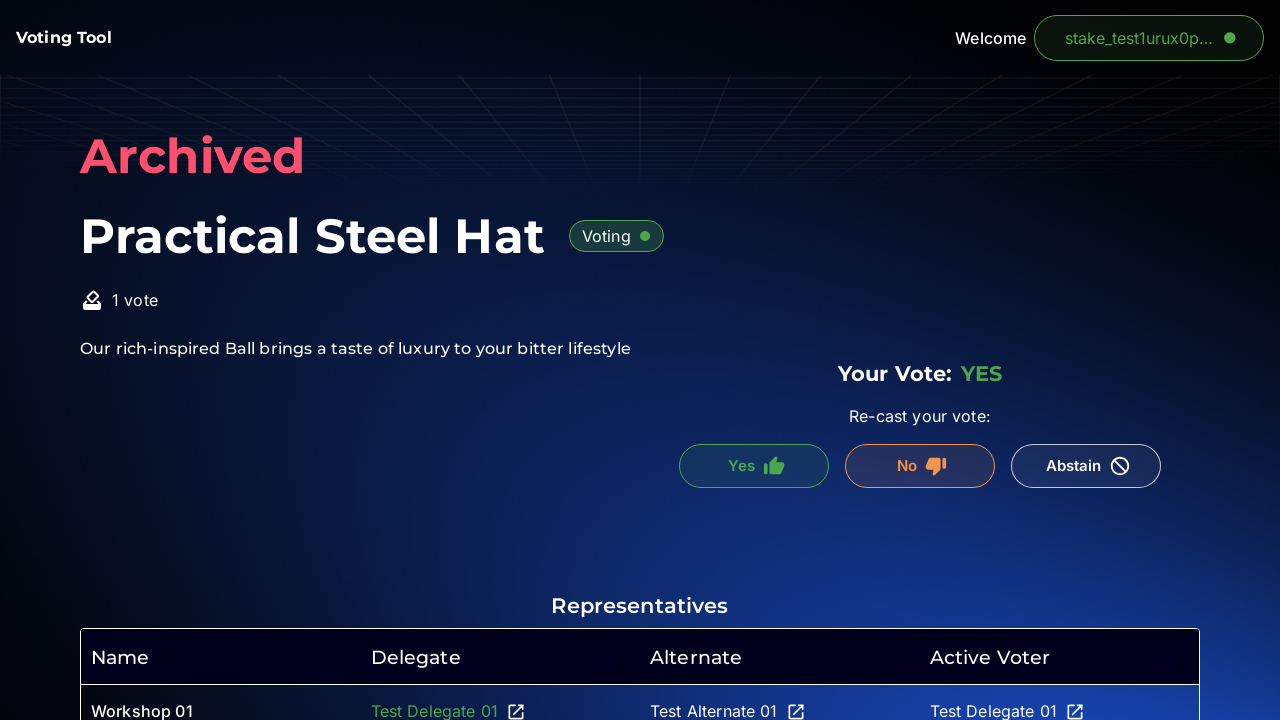 Voting Tool
Welcome
stake_test1urux0p...
Archived
Practical Steel Hat
Voting
1 vote
Our rich-inspired Ball brings a taste of luxury to your bitter lifestyle
Your Vote: YES
Re-cast your vote:
Yes
No
Abstain
Representatives
Name Delegate Alternate Active Voter
Workshop 01 Test Delegate 01 Test Alternate 01 Test Delegate 01